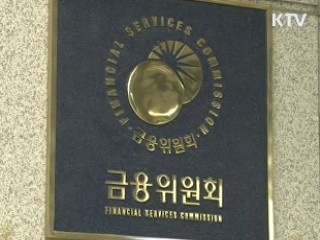 KTV
FINANCIAL SERVICES COMMISSION
·금융위원회·
금융위원회
FINANCIAL SERVICES COMMISSION